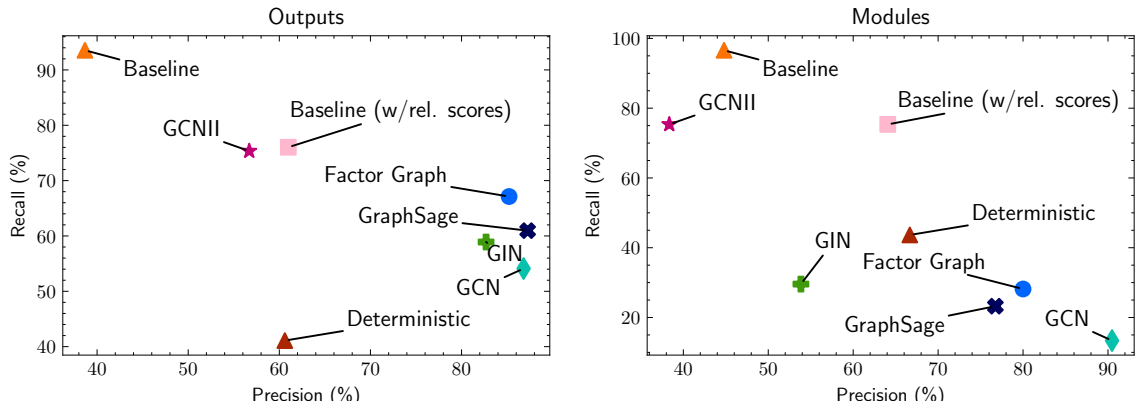 Outputs
90
80
70
60
50
40
Recall (%)
40
50
60
70
80
Precision (%)
Baseline
GCNII
Baseline (w/rel. scores)
Factor Graph
GraphSage
GIN
GCN
Deterministic
Modules
100
80
60
40
20
Recall (%)
40
50
60
70
80
90
Precision (%)
Baseline
GCNII
Baseline (w/rel. scores)
Deterministic
GIN
Factor Graph
GraphSage
GCN